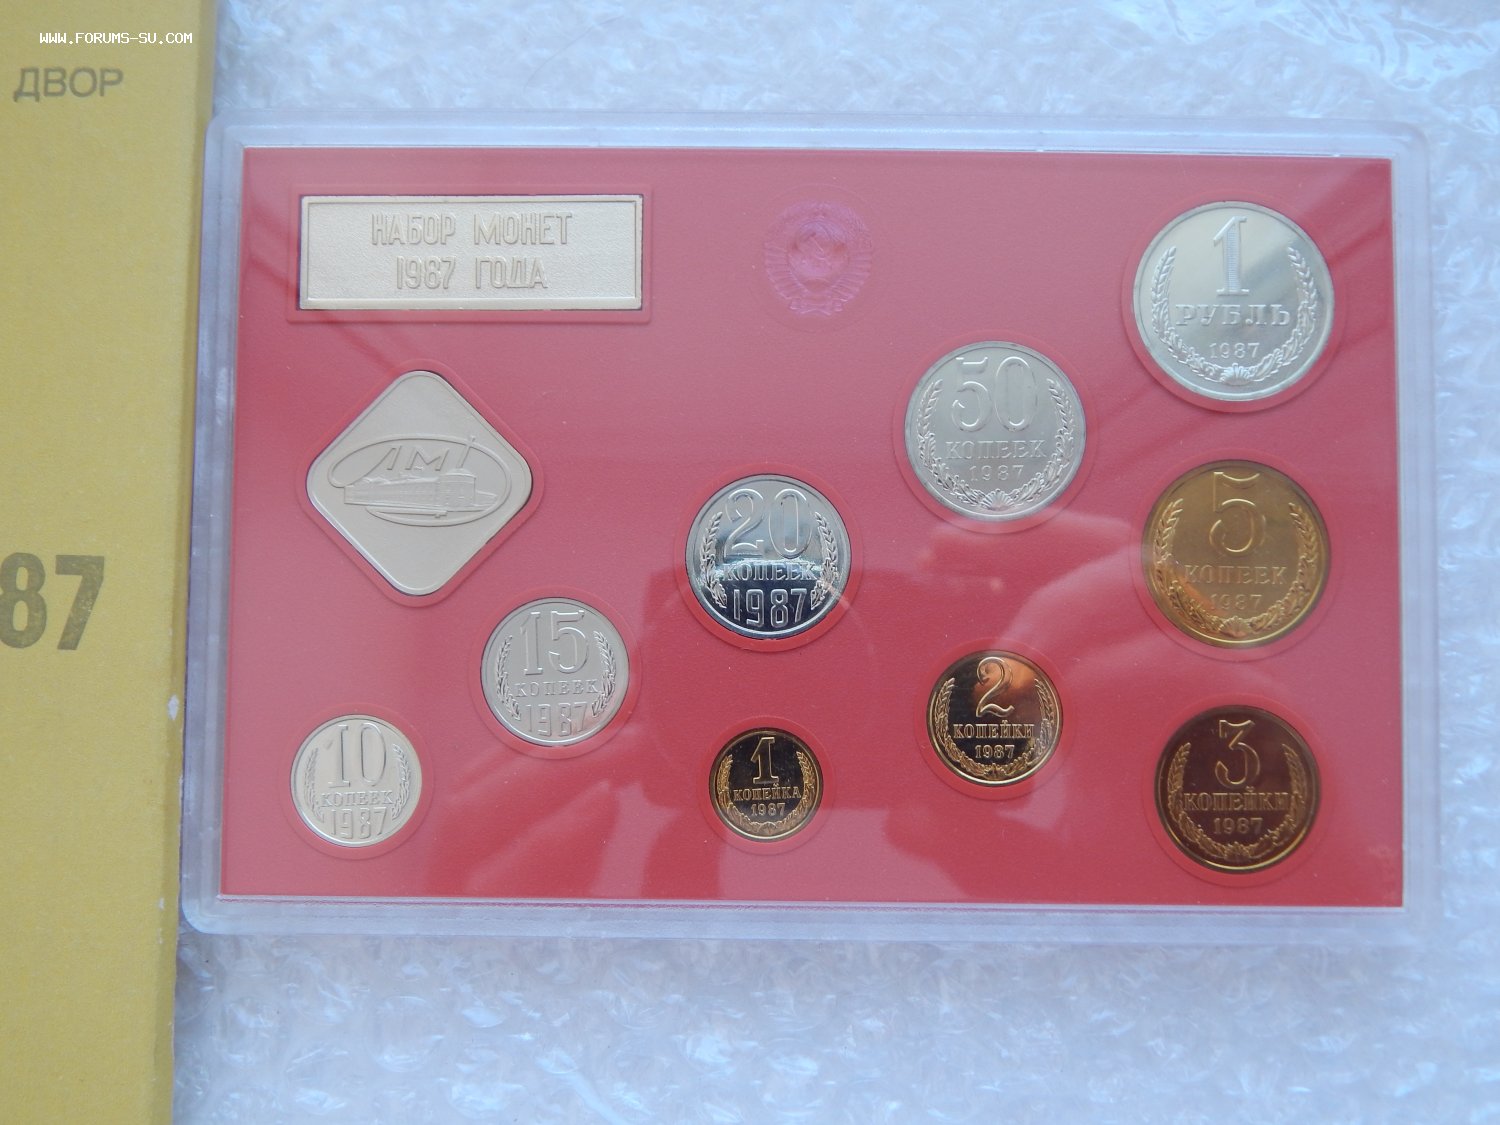 WWW.FORUMS-SU.COM
ДВОР
87
НАБОР МОНЕТ
1987 ГОДА
ЛМД
1
РУБЛЬ
1987
50
КОПЕЕК
1987
20
КОПЕЕК
1987
5
КОПЕЕК
1987
15
КОПЕЕК
1987
10
КОПЕЕК
1987
1
КОПЕЙКА
1987
2
КОПЕЙКИ
1987
3
КОПЕЙКИ
1987